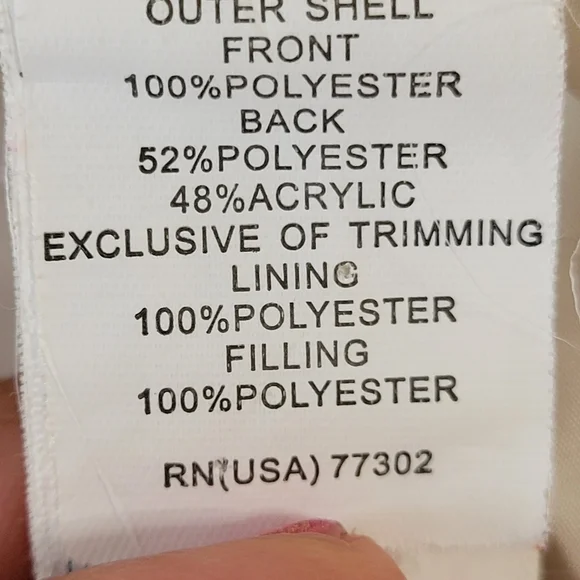 OUTER SHELL
FRONT
100%POLYESTER
BACK
52%POLYESTER
48%ACRYLIC
EXCLUSIVE OF TRIMMING
LINING
100%POLYESTER
FILLING
100%POLYESTER
RN(USA) 77302